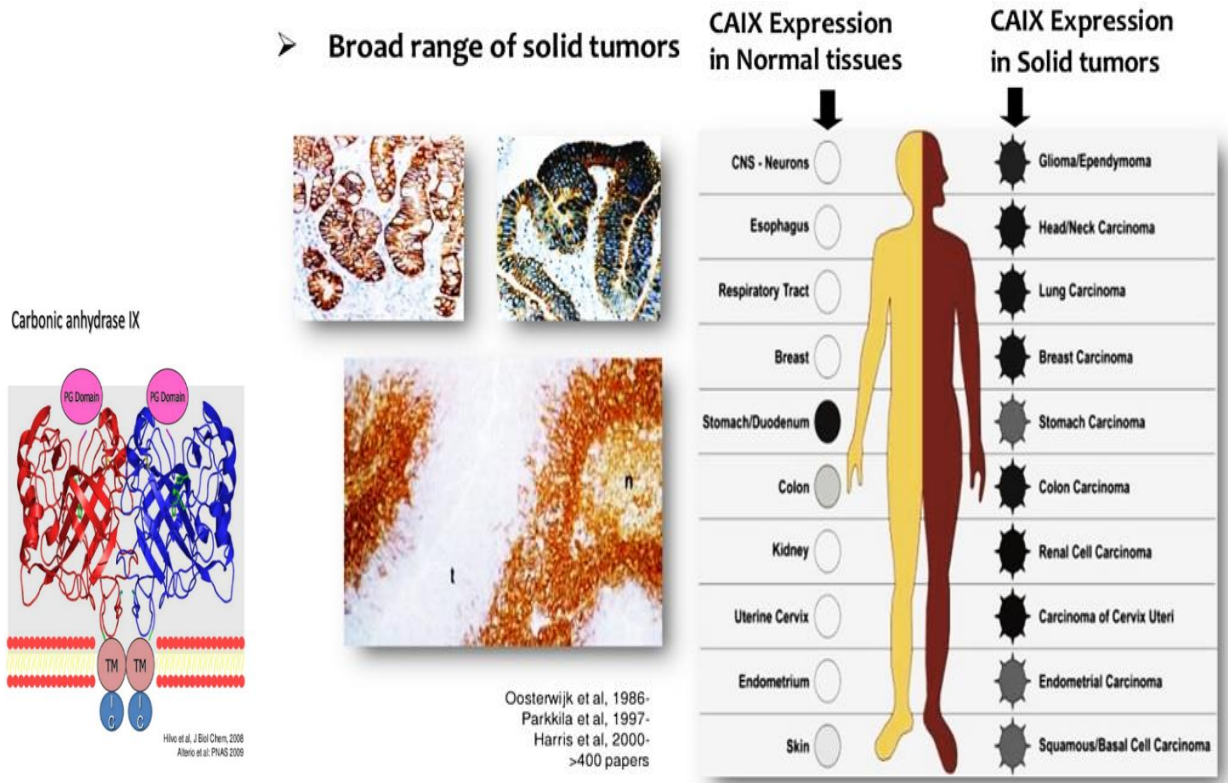 ➢ Broad range of solid tumors
CAIX Expression
in Normal tissues
CAIX Expression
in Solid tumors
Carbonic anhydrase IX
PG Domain
PG Domain
TM
TM
I
C
I
C
Hilvo et al, J Biol Chem, 2008
Alterio et al: PNAS 2009
n
t
Oosterwijk et al, 1986-
Parkkila et al, 1997-
Harris et al, 2000-
>400 papers
CNS - Neurons
Glioma/Ependymoma
Esophagus
Head/Neck Carcinoma
Respiratory Tract
Lung Carcinoma
Breast
Breast Carcinoma
Stomach/Duodenum
Stomach Carcinoma
Colon
Colon Carcinoma
Kidney
Renal Cell Carcinoma
Uterine Cervix
Carcinoma of Cervix Uteri
Endometrium
Endometrial Carcinoma
Skin
Squamous/Basal Cell Carcinoma